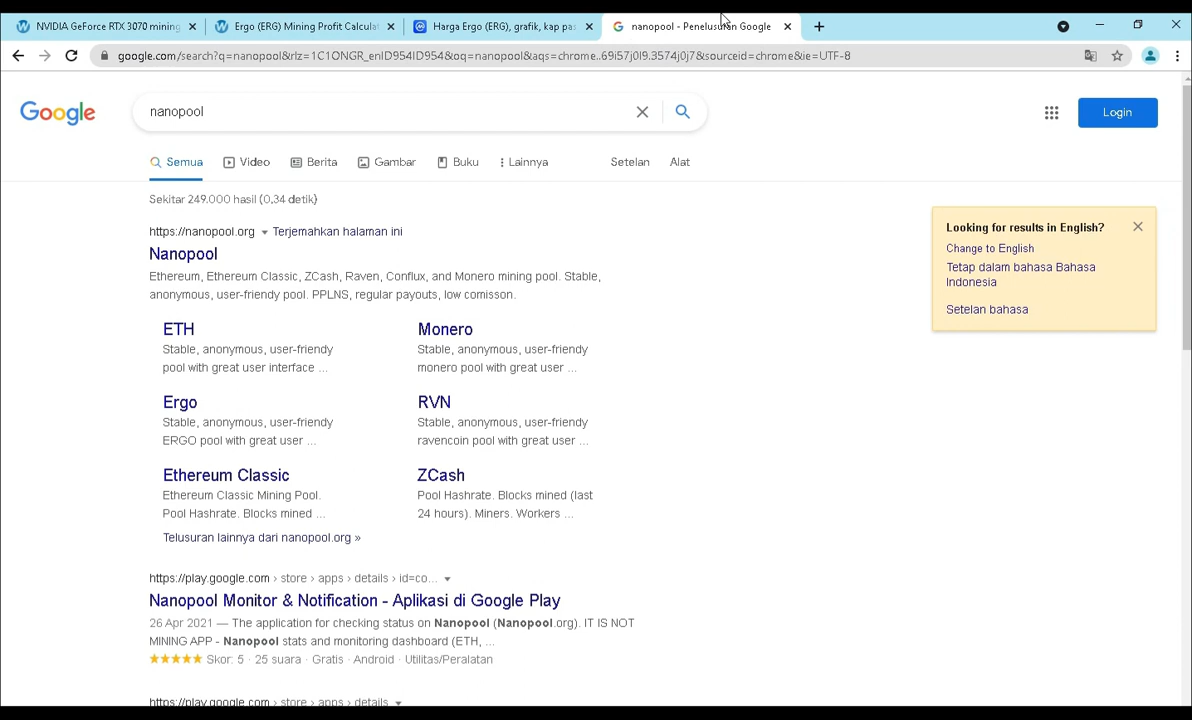 NVIDIA GeForce RTX 3070 mining
Ergo (ERG) Mining Profit Calculat
Harga Ergo (ERG), grafik, kap pas
nanopool - Penelusuran Google
google.com/search?q=nanopool&rlz=1C1ONGR_enID954ID954&oq=nanopool&aqs=chrome..69i57j0l9.3574j0j7&sourceid=chrome&ie=UTF-8
Google
nanopool
Login
Semua
Video
Berita
Gambar
Buku
Lainnya
Setelan
Alat
Sekitar 249.000 hasil (0,34 detik)
https://nanopool.org Terjemahkan halaman ini
Nanopool
Ethereum, Ethereum Classic, ZCash, Raven, Conflux, and Monero mining pool. Stable,
anonymous, user-friendly pool. PPLNS, regular payouts, low comisson.
ETH
Stable, anonymous, user-friendly
pool with great user interface ...
Monero
Stable, anonymous, user-friendly
monero pool with great user ...
Ergo
Stable, anonymous, user-friendly
ERGO pool with great user ...
RVN
Stable, anonymous, user-friendly
ravencoin pool with great user ...
Ethereum Classic
Ethereum Classic Mining Pool.
Pool Hashrate. Blocks mined ...
ZCash
Pool Hashrate. Blocks mined (last
24 hours). Miners. Workers ...
Telusuran lainnya dari nanopool.org »
https://play.google.com › store › apps › details › id=co...
Nanopool Monitor & Notification - Aplikasi di Google Play
26 Apr 2021 — The application for checking status on Nanopool (Nanopool.org). IT IS NOT
MINING APP - Nanopool stats and monitoring dashboard (ETH, ...
Skor: 5 · 25 suara · Gratis · Android · Utilitas/Peralatan
https://play.google.com › store › apps › details
Looking for results in English?
Change to English
Tetap dalam bahasa Bahasa
Indonesia
Setelan bahasa